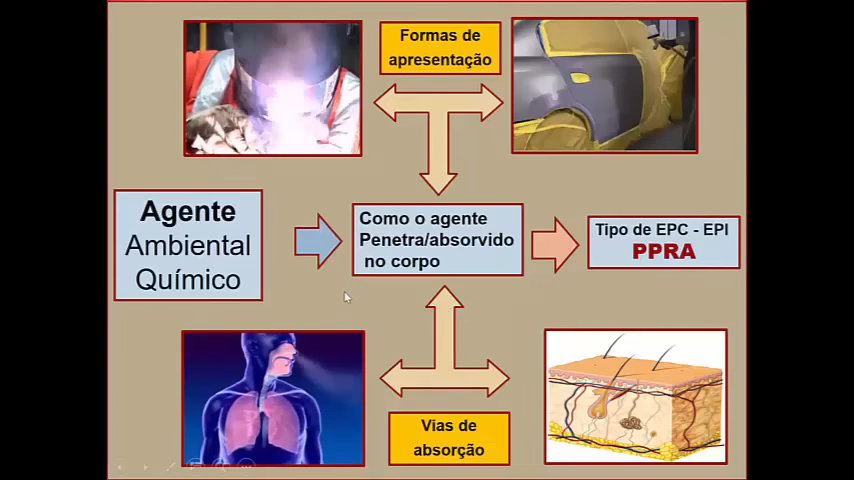 Formas de
apresentação
Agente
Ambiental
Químico
Como o agente
Penetra/absorvido
no corpo
Tipo de EPC - EPI
PPRA
Vias de
absorção